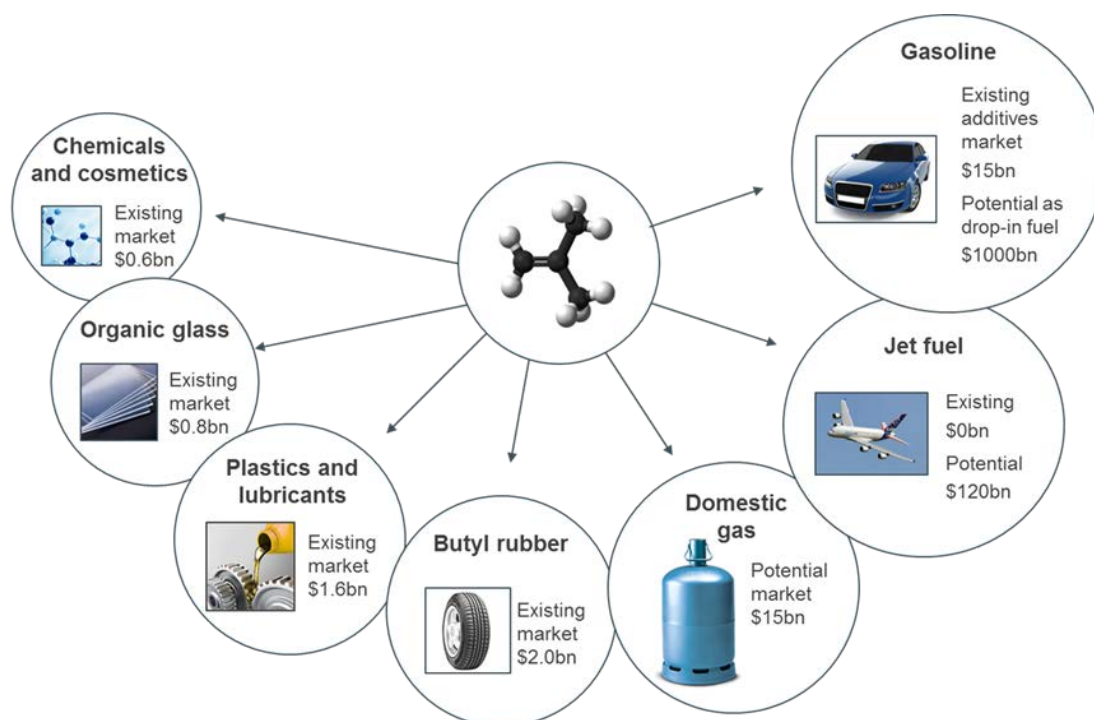 Gasoline
Existing
additives
market
$15bn
Potential as
drop-in fuel
$1000bn
Chemicals
and cosmetics
Existing
market
$0.6bn
Organic glass
Existing
market
$0.8bn
Plastics and
lubricants
Existing
market
$1.6bn
Butyl rubber
Existing
market
$2.0bn
Domestic
gas
Potential
market
$15bn
Jet fuel
Existing
$0bn
Potential
$120bn